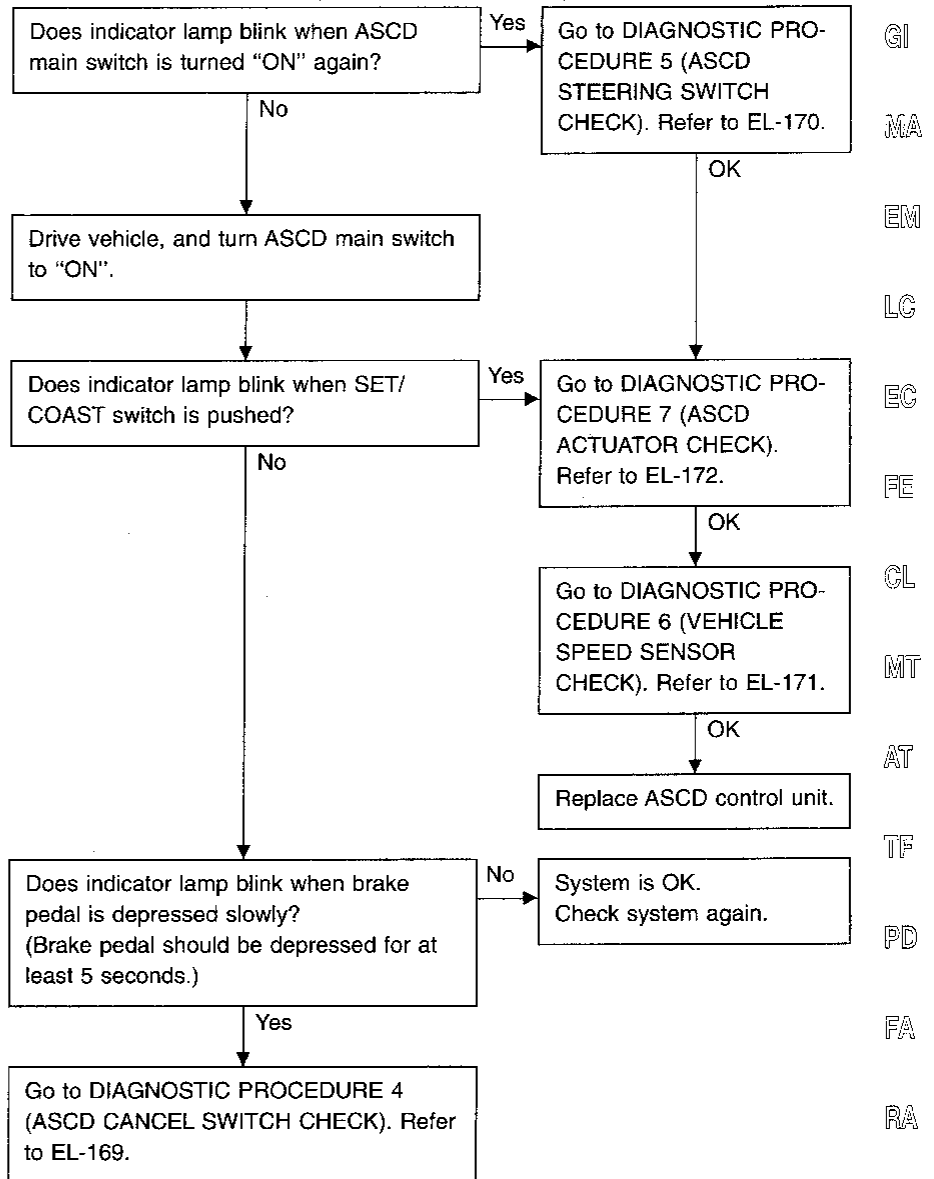 Does indicator lamp blink when ASCD
main switch is turned “ON” again?
Yes
Go to DIAGNOSTIC PRO-
CEDURE 5 (ASCD
STEERING SWITCH
CHECK). Refer to EL-170.
No
OK
Drive vehicle, and turn ASCD main switch
to “ON”.
Does indicator lamp blink when SET/
COAST switch is pushed?
Yes
Go to DIAGNOSTIC PRO-
CEDURE 7 (ASCD
ACTUATOR CHECK).
Refer to EL-172.
No
OK
Go to DIAGNOSTIC PRO-
CEDURE 6 (VEHICLE
SPEED SENSOR
CHECK). Refer to EL-171.
OK
Replace ASCD control unit.
Does indicator lamp blink when brake
pedal is depressed slowly?
(Brake pedal should be depressed for at
least 5 seconds.)
No
System is OK.
Check system again.
Yes
Go to DIAGNOSTIC PROCEDURE 4
(ASCD CANCEL SWITCH CHECK). Refer
to EL-169.
GI
MA
EM
LC
EC
FE
CL
MT
AT
TF
PD
FA
RA